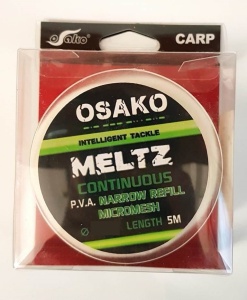 Osako CARP
OSAKO
INTELLIGENT TACKLE
MELTZ
CONTINUOUS
P.V.A. NARROW REFILL
MICROMESH
LENGTH 5M